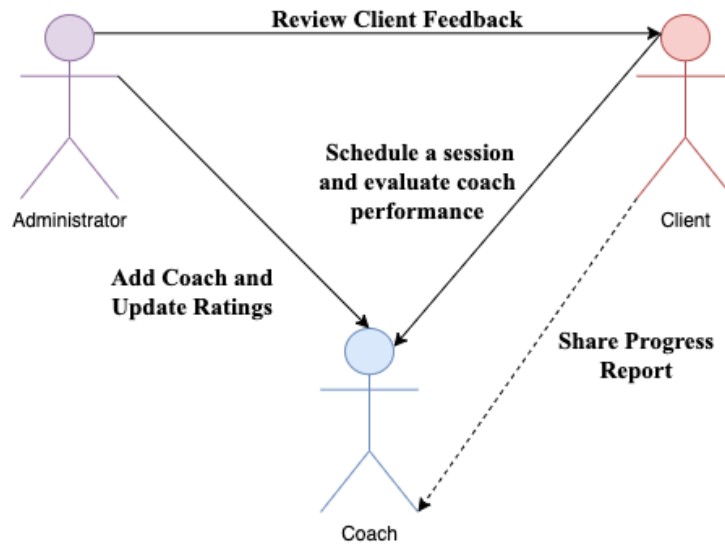 Review Client Feedback
Schedule a session
and evaluate coach
performance
Administrator
Client
Add Coach and
Update Ratings
Share Progress
Report
Coach